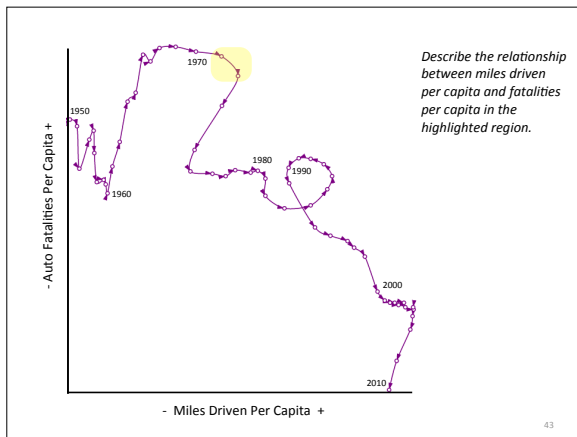 1970
Describe the relationship
between miles driven
per capita and fatalities
per capita in the
highlighted region.
1950
1980
1990
1960
2000
2010
- Auto Fatalities Per Capita +
- Miles Driven Per Capita +
43